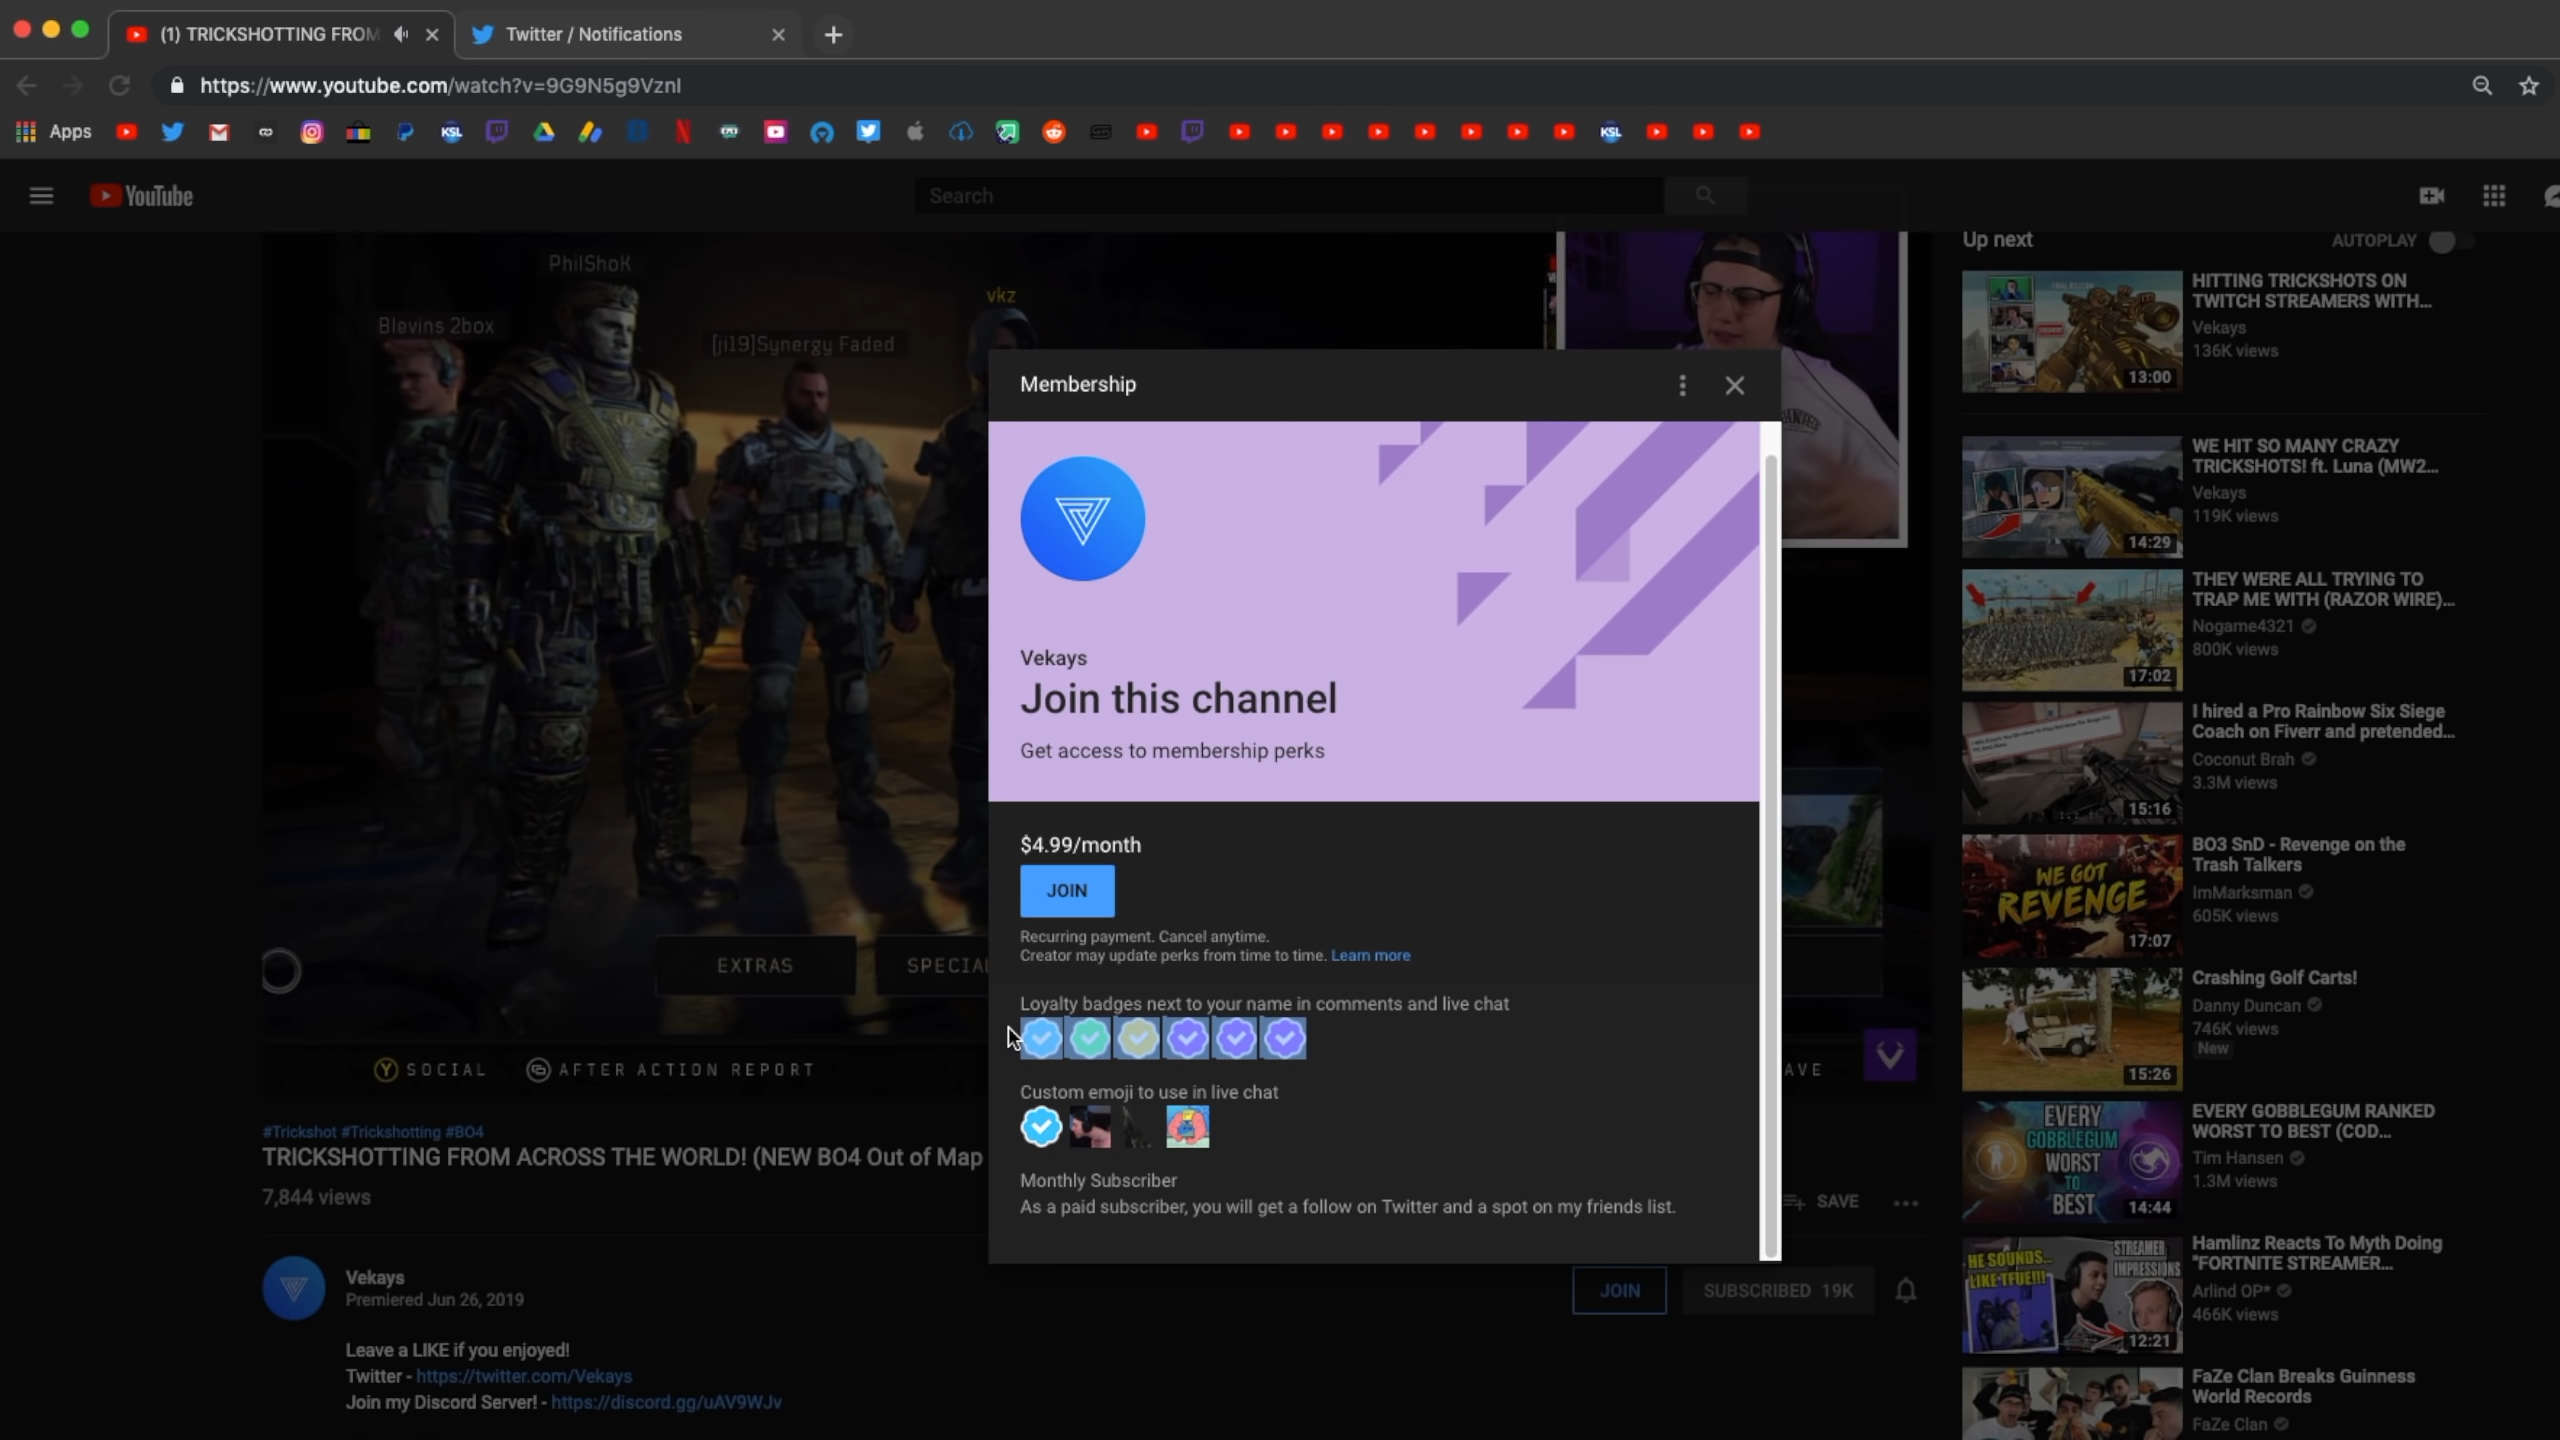 (1) TRICKSHOTTING FROM
Twitter / Notifications
https://www.youtube.com/watch?v=9G9N5g9VznI
Apps
KSL
KSL
YouTube
Search
PhilShoK
vkz
Blevins 2box
[ji19]Synergy Faded
EXTRAS
SPECIAL
SOCIAL
AFTER ACTION REPORT
AVE
#Trickshot #Trickshotting #BO4
TRICKSHOTTING FROM ACROSS THE WORLD! (NEW BO4 Out of Map
7,844 views
SAVE
Vekays
Premiered Jun 26, 2019
JOIN
SUBSCRIBED 19K
Leave a LIKE if you enjoyed!
Twitter - https://twitter.com/Vekays
Join my Discord Server! - https://discord.gg/uAV9WJv
Membership
Vekays
Join this channel
Get access to membership perks
$4.99/month
JOIN
Recurring payment. Cancel anytime.
Creator may update perks from time to time. Learn more
Loyalty badges next to your name in comments and live chat
Custom emoji to use in live chat
Monthly Subscriber
As a paid subscriber, you will get a follow on Twitter and a spot on my friends list.
Up next
AUTOPLAY
13:00
HITTING TRICKSHOTS ON
TWITCH STREAMERS WITH...
Vekays
136K views
14:29
WE HIT SO MANY CRAZY
TRICKSHOTS! ft. Luna (MW2...
Vekays
119K views
17:02
THEY WERE ALL TRYING TO
TRAP ME WITH (RAZOR WIRE)...
Nogame4321
800K views
15:16
I hired a Pro Rainbow Six Siege
Coach on Fiverr and pretended...
Coconut Brah
3.3M views
WE GOT
REVENGE
17:07
BO3 SnD - Revenge on the
Trash Talkers
ImMarksman
605K views
15:26
Crashing Golf Carts!
Danny Duncan
746K views
New
EVERY
GOBBLEGUM
WORST
TO
BEST
14:44
EVERY GOBBLEGUM RANKED
WORST TO BEST (COD...
Tim Hansen
1.3M views
HE SOUNDS...
LIKE TFUE!!!
STREAMER
IMPRESSIONS
12:21
Hamlinz Reacts To Myth Doing
"FORTNITE STREAMER...
Arlind OP*
466K views
FaZe Clan Breaks Guinness
World Records
FaZe Clan